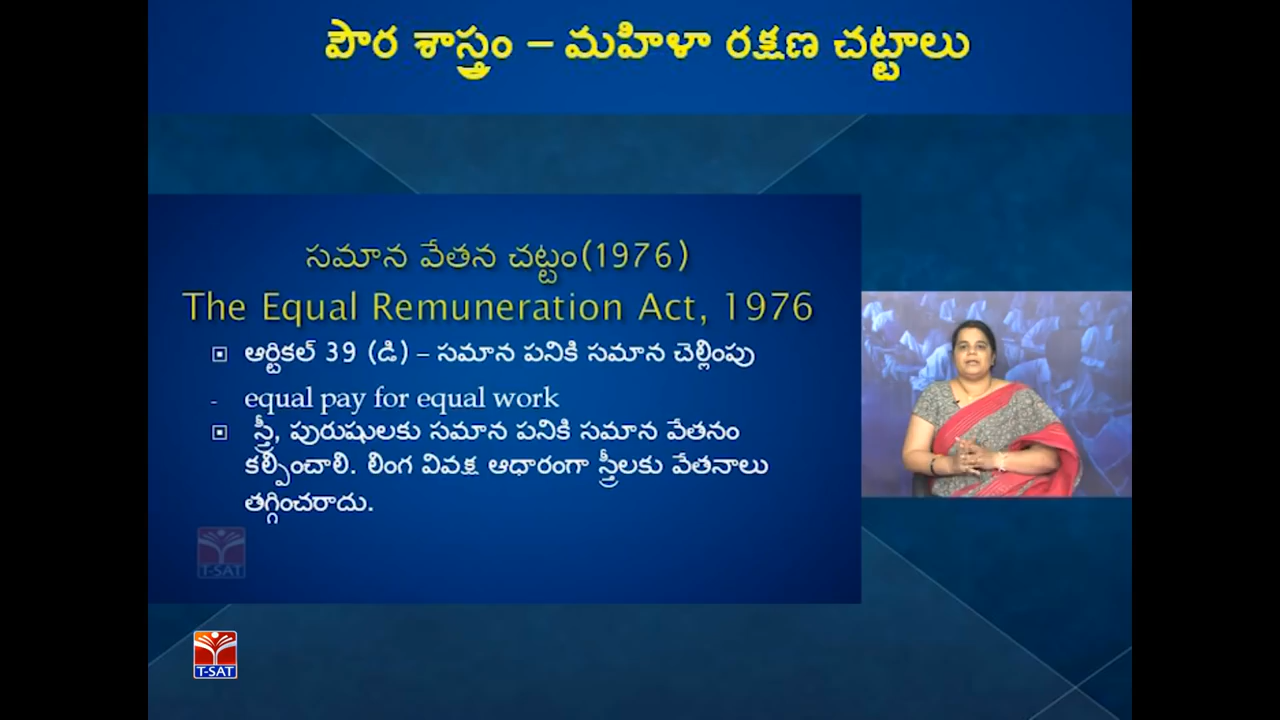 పౌర శాస్త్రం – మహిళా రక్షణ చట్టాలు
సమాన వేతన చట్టం(1976)
The Equal Remuneration Act, 1976
ఆర్టికల్ 39 (డి) – సమాన పనికి సమాన చెల్లింపు
- equal pay for equal work
స్త్రీ, పురుషులకు సమాన పనికి సమాన వేతనం
కల్పించాలి. లింగ వివక్ష ఆధారంగా స్త్రీలకు వేతనాలు
తగ్గించరాదు.
T-SAT
T-SAT